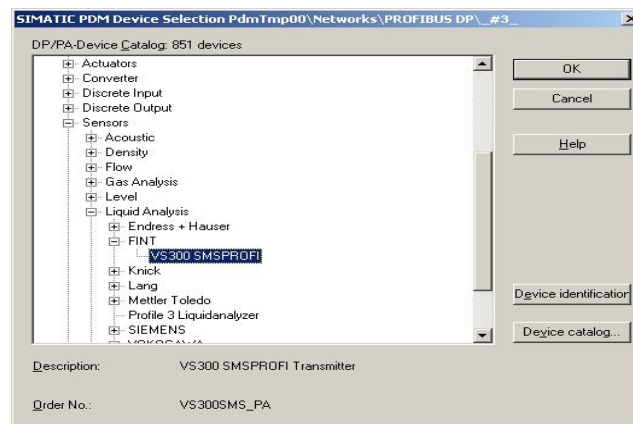 SIMATIC PDM Device Selection PdmTmp00\Networks\PROFIBUS DP\_#3_
DP/PA-Device Catalog: 851 devices
Actuators
Converter
Discrete Input
Discrete Output
Sensors
Acoustic
Density
Flow
Gas Analysis
Level
Liquid Analysis
Endress + Hauser
FINT
VS300 SMSPROFI
Knick
Lang
Mettler Toledo
Profile 3 Liquidanalyzer
SIEMENS
YOKOGAWA
OK
Cancel
Help
Device identification
Device catalog...
Description: VS300 SMSPROFI Transmitter
Order No.: VS300SMS_PA